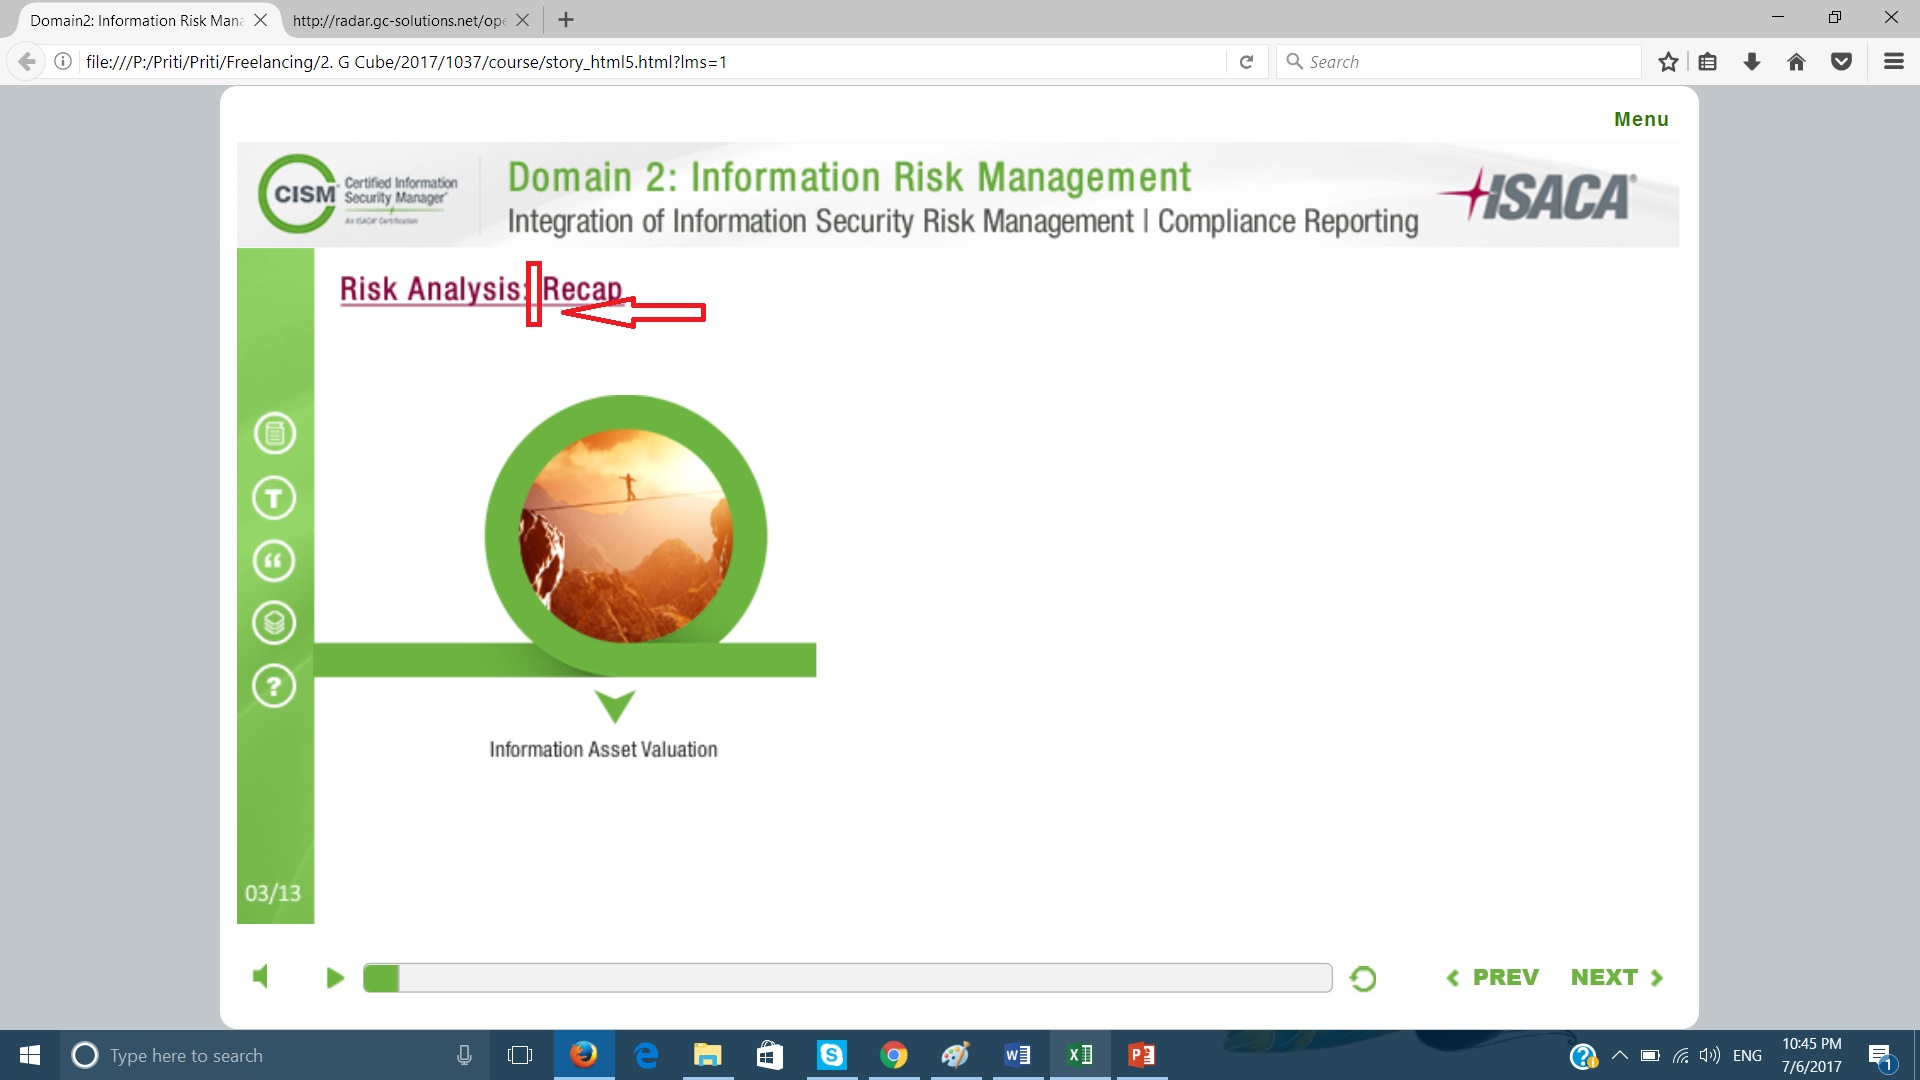 Domain2: Information Risk Mana
http://radar.gc-solutions.net/ope
file:///P:/Priti/Priti/Freelancing/2. G Cube/2017/1037/course/story_html5.html?lms=1
Search
Menu
CISM Certified Information Security Manager®
An ISACA® Certification
Domain 2: Information Risk Management
Integration of Information Security Risk Management | Compliance Reporting
ISACA®
Risk Analysis: Recap
T
“
?
Information Asset Valuation
03/13
PREV NEXT
Type here to search
ENG
10:45 PM
7/6/2017
1